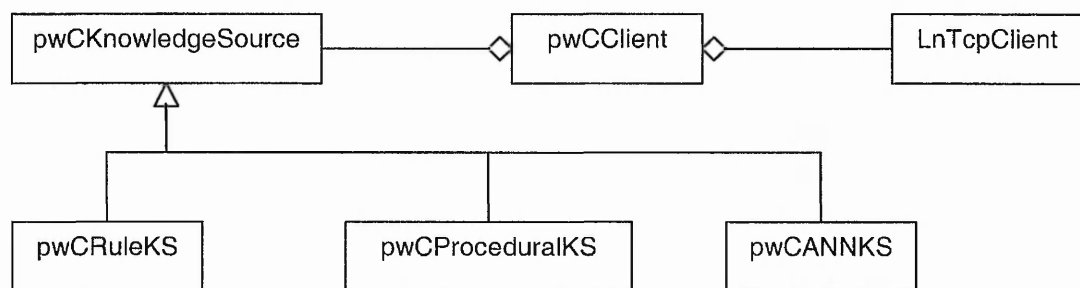 pwCKnowledgeSource
pwCClient
LnTcpClient
pwCRuleKS
pwCProceduralKS
pwCANNKS